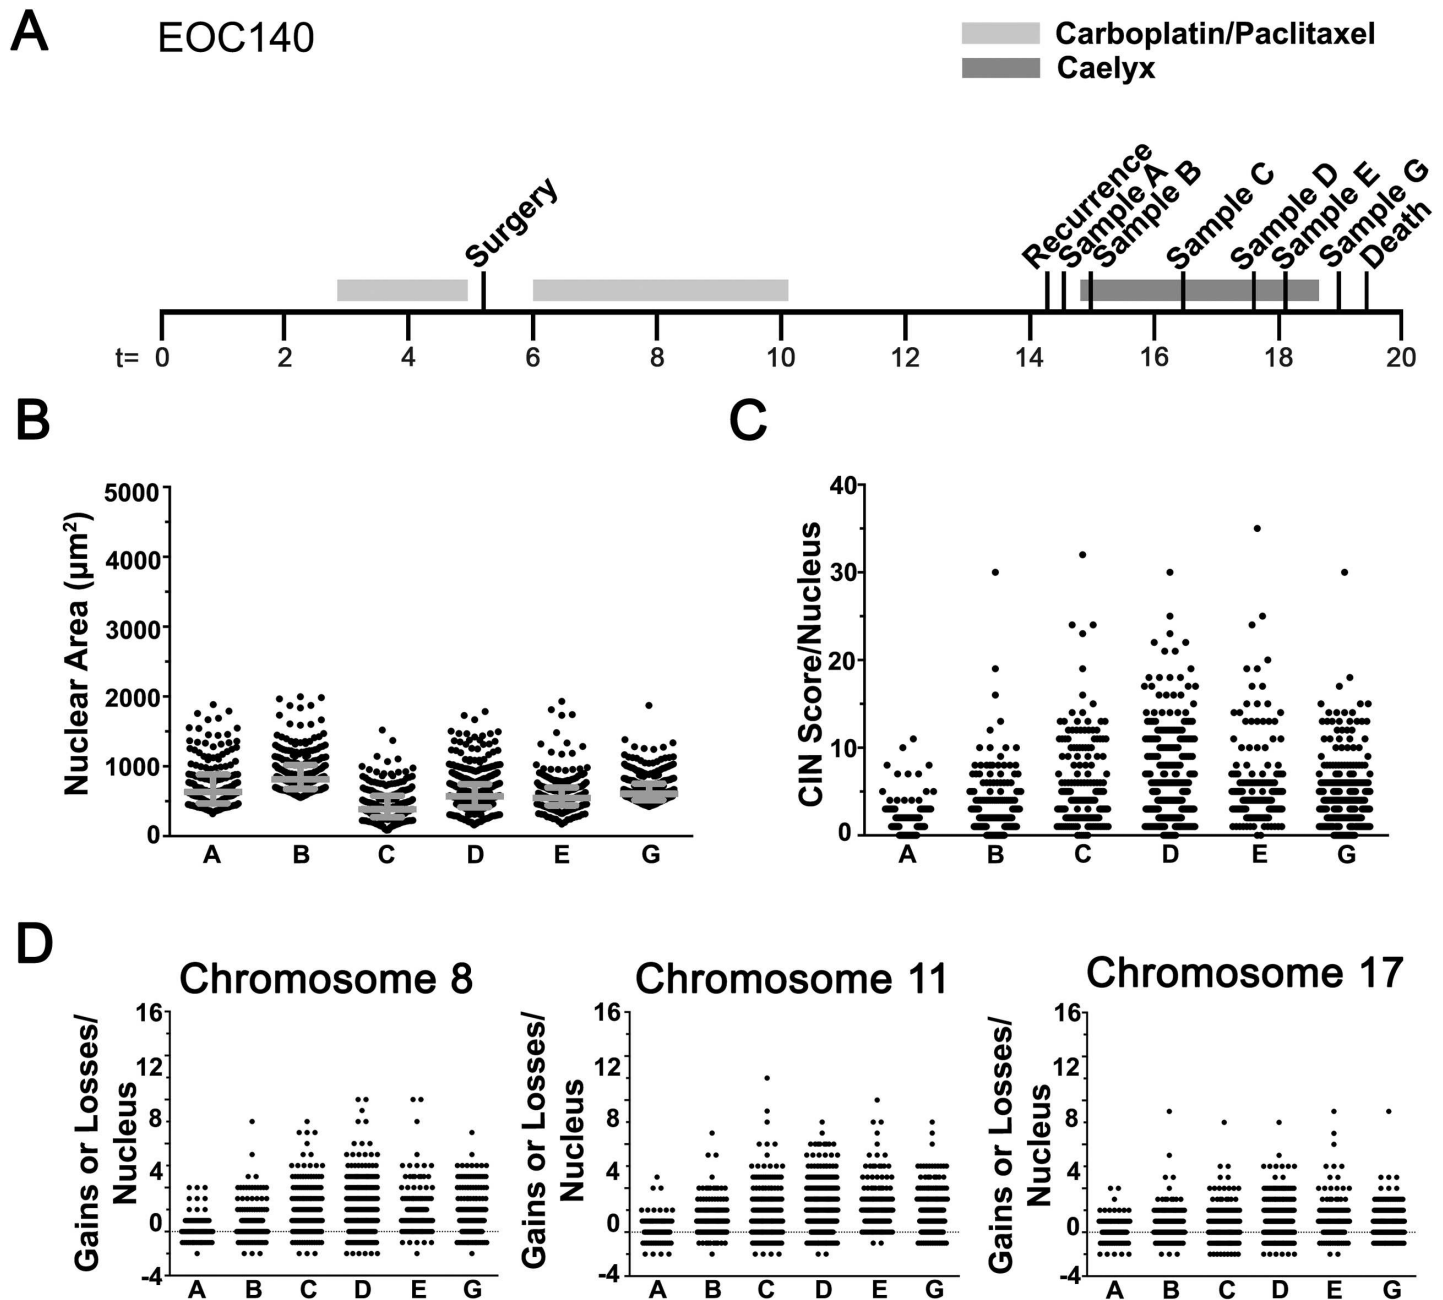 A
EOC140
Carboplatin/Paclitaxel
Caelyx
Surgery
Recurrence
Sample A
Sample B
Sample C
Sample D
Sample E
Sample G
Death
t= 0 2 4 6 8 10 12 14 16 18 20
B
Nuclear Area (µm²)
5000
4000
3000
2000
1000
0
A B C D E G
C
CIN Score/Nucleus
40
30
20
10
0
A B C D E G
D
Chromosome 8
Gains or Losses/
Nucleus
16
12
8
4
0
-4
A B C D E G
Chromosome 11
Gains or Losses/
Nucleus
16
12
8
4
0
-4
A B C D E G
Chromosome 17
Gains or Losses/
Nucleus
16
12
8
4
0
-4
A B C D E G